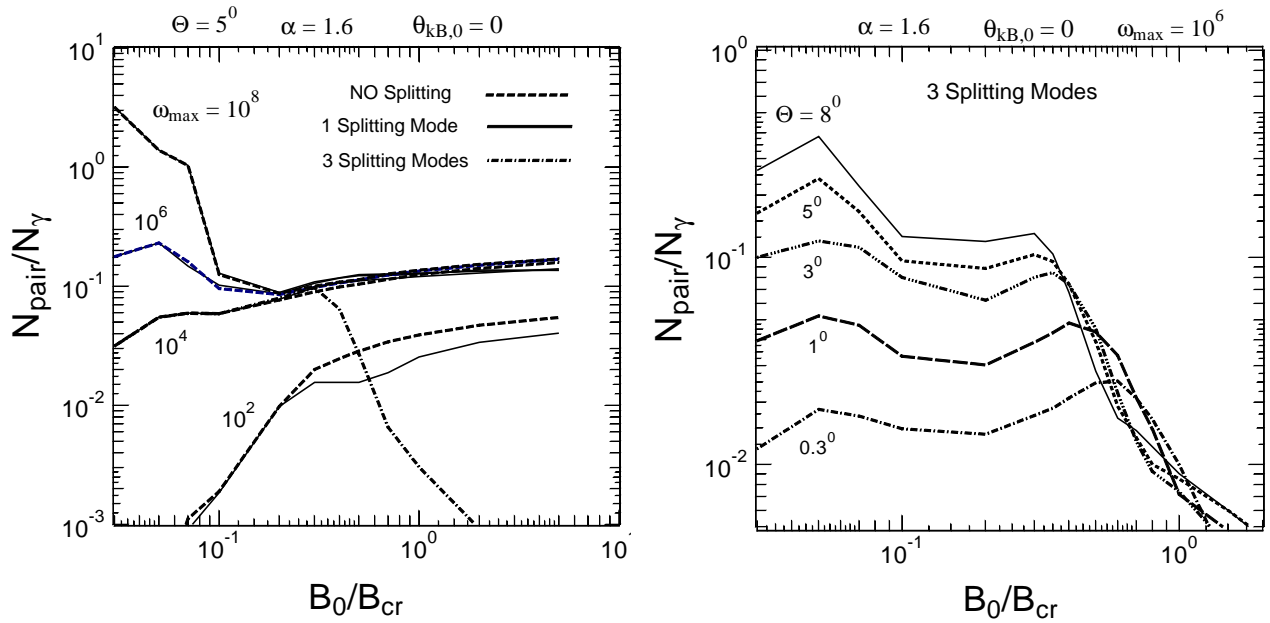 Θ = 5⁰ α = 1.6 θkB,0 = 0
10¹
10⁰
10⁻¹
10⁻²
10⁻³
Npair/Nγ
ωmax = 10⁸
10⁶
10⁴
10²
NO Splitting
1 Splitting Mode
3 Splitting Modes
10⁻¹ 10⁰ 10
B0/Bcr
α = 1.6 θkB,0 = 0 ωmax = 10⁶
10⁰
10⁻¹
10⁻²
Npair/Nγ
3 Splitting Modes
Θ = 8⁰
5⁰
3⁰
1⁰
0.3⁰
10⁻¹ 10⁰
B0/Bcr